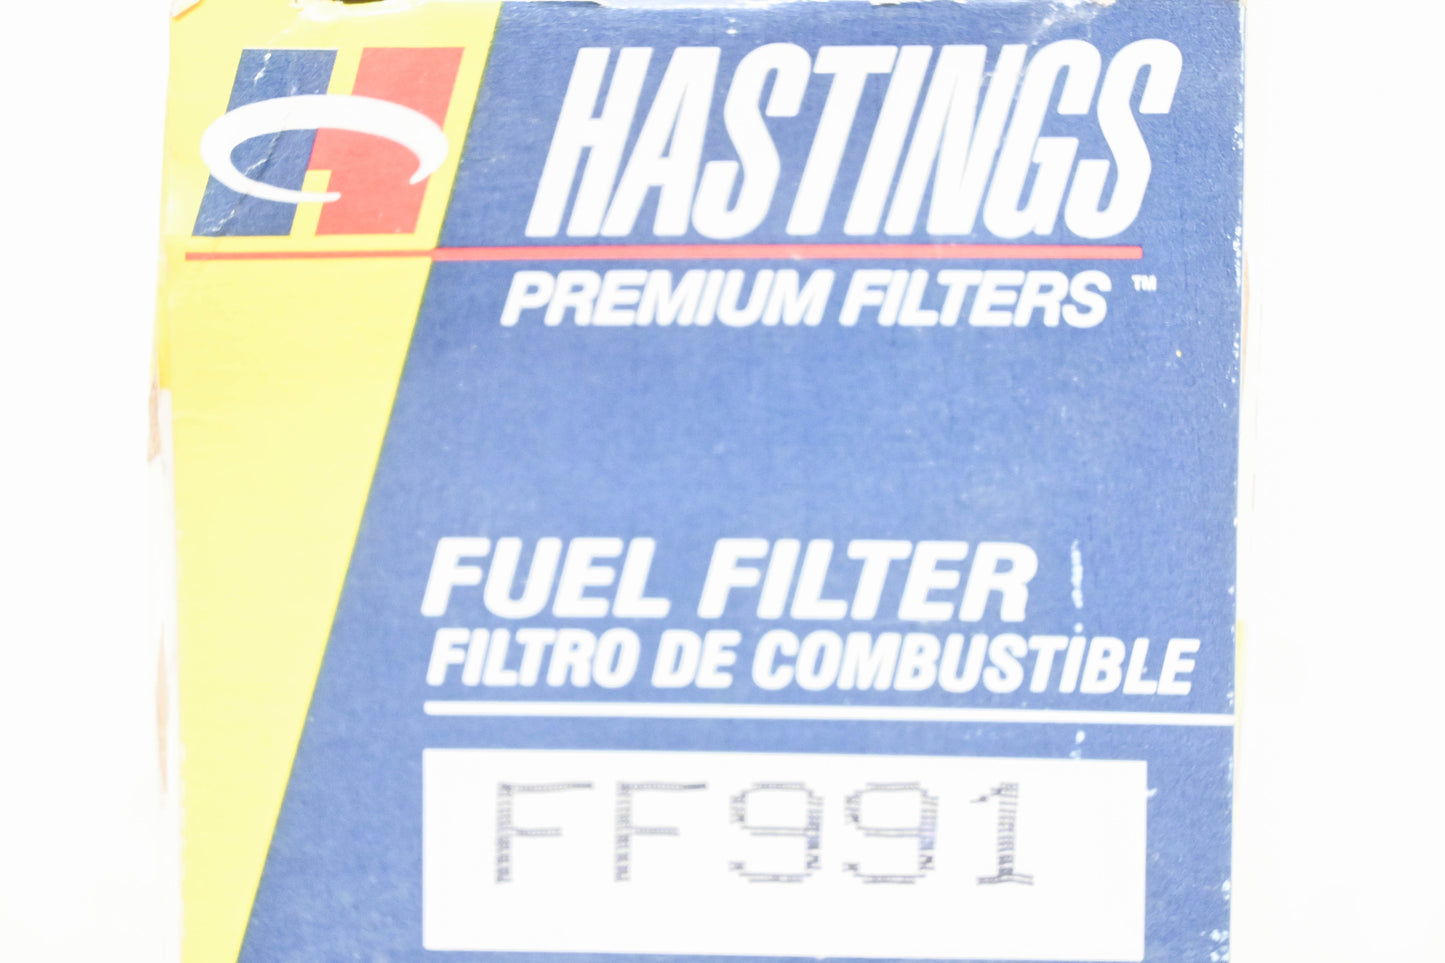 HASTINGS
PREMIUM FILTERS™
FUEL FILTER
FILTRO DE COMBUSTIBLE
FF991